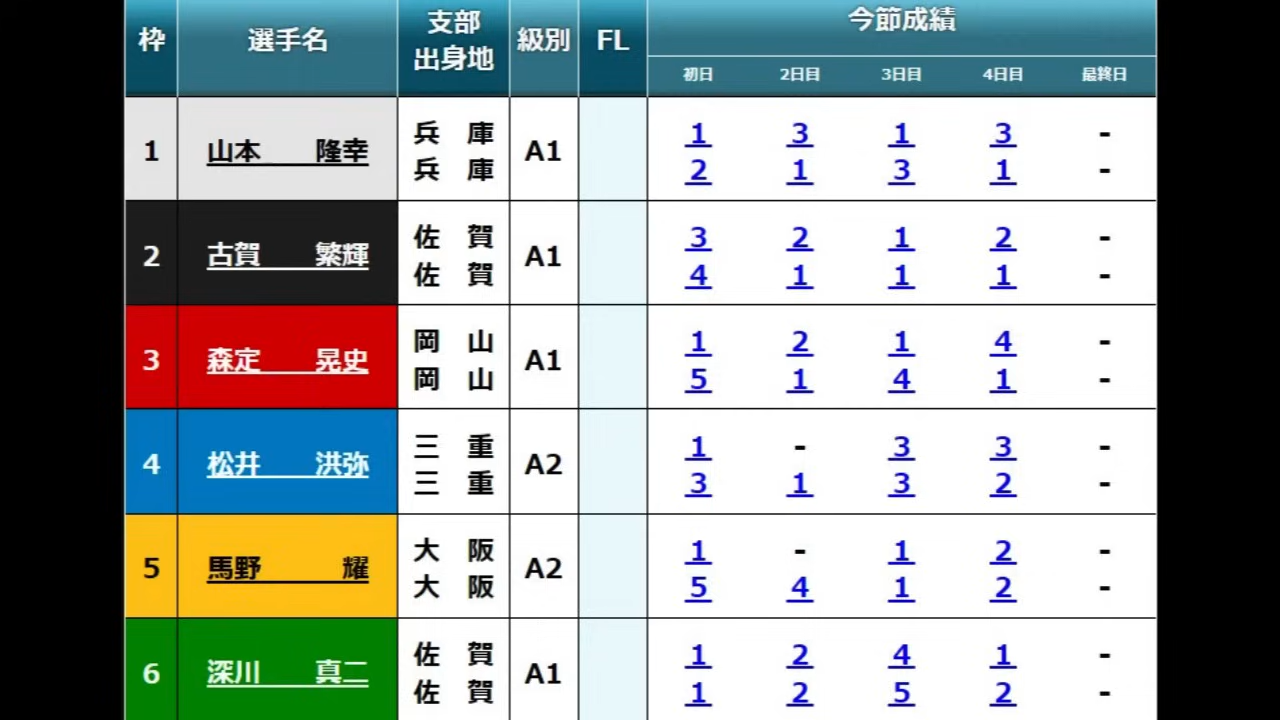 枠 選手名 支部 出身地 級別 FL 今節成績
初日 2日目 3日目 4日目 最終日
1 山本 隆幸 兵 庫 A1 1 3 1 3 -
兵 庫 2 1 3 1 -
2 古賀 繁輝 佐 賀 A1 3 2 1 2 -
佐 賀 4 1 1 1 -
3 森定 晃史 岡 山 A1 1 2 1 4 -
岡 山 5 1 4 1 -
4 松井 洪弥 三 重 A2 1 - 3 3 -
三 重 3 1 3 2 -
5 馬野 耀 大 阪 A2 1 - 1 2 -
大 阪 5 4 1 2 -
6 深川 真二 佐 賀 A1 1 2 4 1 -
佐 賀 1 2 5 2 -